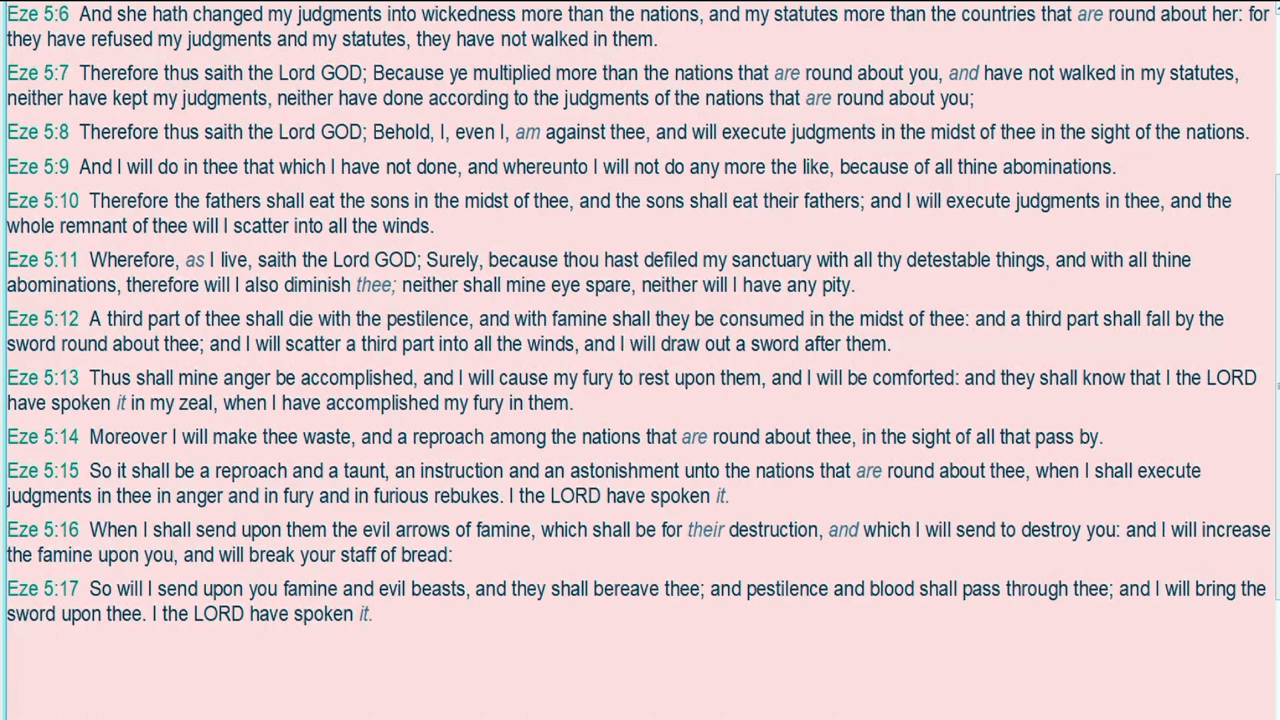 Eze 5:6 And she hath changed my judgments into wickedness more than the nations, and my statutes more than the countries that are round about her: for
they have refused my judgments and my statutes, they have not walked in them.
Eze 5:7 Therefore thus saith the Lord GOD; Because ye multiplied more than the nations that are round about you, and have not walked in my statutes,
neither have kept my judgments, neither have done according to the judgments of the nations that are round about you;
Eze 5:8 Therefore thus saith the Lord GOD; Behold, I, even I, am against thee, and will execute judgments in the midst of thee in the sight of the nations.
Eze 5:9 And I will do in thee that which I have not done, and whereunto I will not do any more the like, because of all thine abominations.
Eze 5:10 Therefore the fathers shall eat the sons in the midst of thee, and the sons shall eat their fathers; and I will execute judgments in thee, and the
whole remnant of thee will I scatter into all the winds.
Eze 5:11 Wherefore, as I live, saith the Lord GOD; Surely, because thou hast defiled my sanctuary with all thy detestable things, and with all thine
abominations, therefore will I also diminish thee; neither shall mine eye spare, neither will I have any pity.
Eze 5:12 A third part of thee shall die with the pestilence, and with famine shall they be consumed in the midst of thee: and a third part shall fall by the
sword round about thee; and I will scatter a third part into all the winds, and I will draw out a sword after them.
Eze 5:13 Thus shall mine anger be accomplished, and I will cause my fury to rest upon them, and I will be comforted: and they shall know that I the LORD
have spoken it in my zeal, when I have accomplished my fury in them.
Eze 5:14 Moreover I will make thee waste, and a reproach among the nations that are round about thee, in the sight of all that pass by.
Eze 5:15 So it shall be a reproach and a taunt, an instruction and an astonishment unto the nations that are round about thee, when I shall execute
judgments in thee in anger and in fury and in furious rebukes. I the LORD have spoken it.
Eze 5:16 When I shall send upon them the evil arrows of famine, which shall be for their destruction, and which I will send to destroy you: and I will increase
the famine upon you, and will break your staff of bread:
Eze 5:17 So will I send upon you famine and evil beasts, and they shall bereave thee; and pestilence and blood shall pass through thee; and I will bring the
sword upon thee. I the LORD have spoken it.